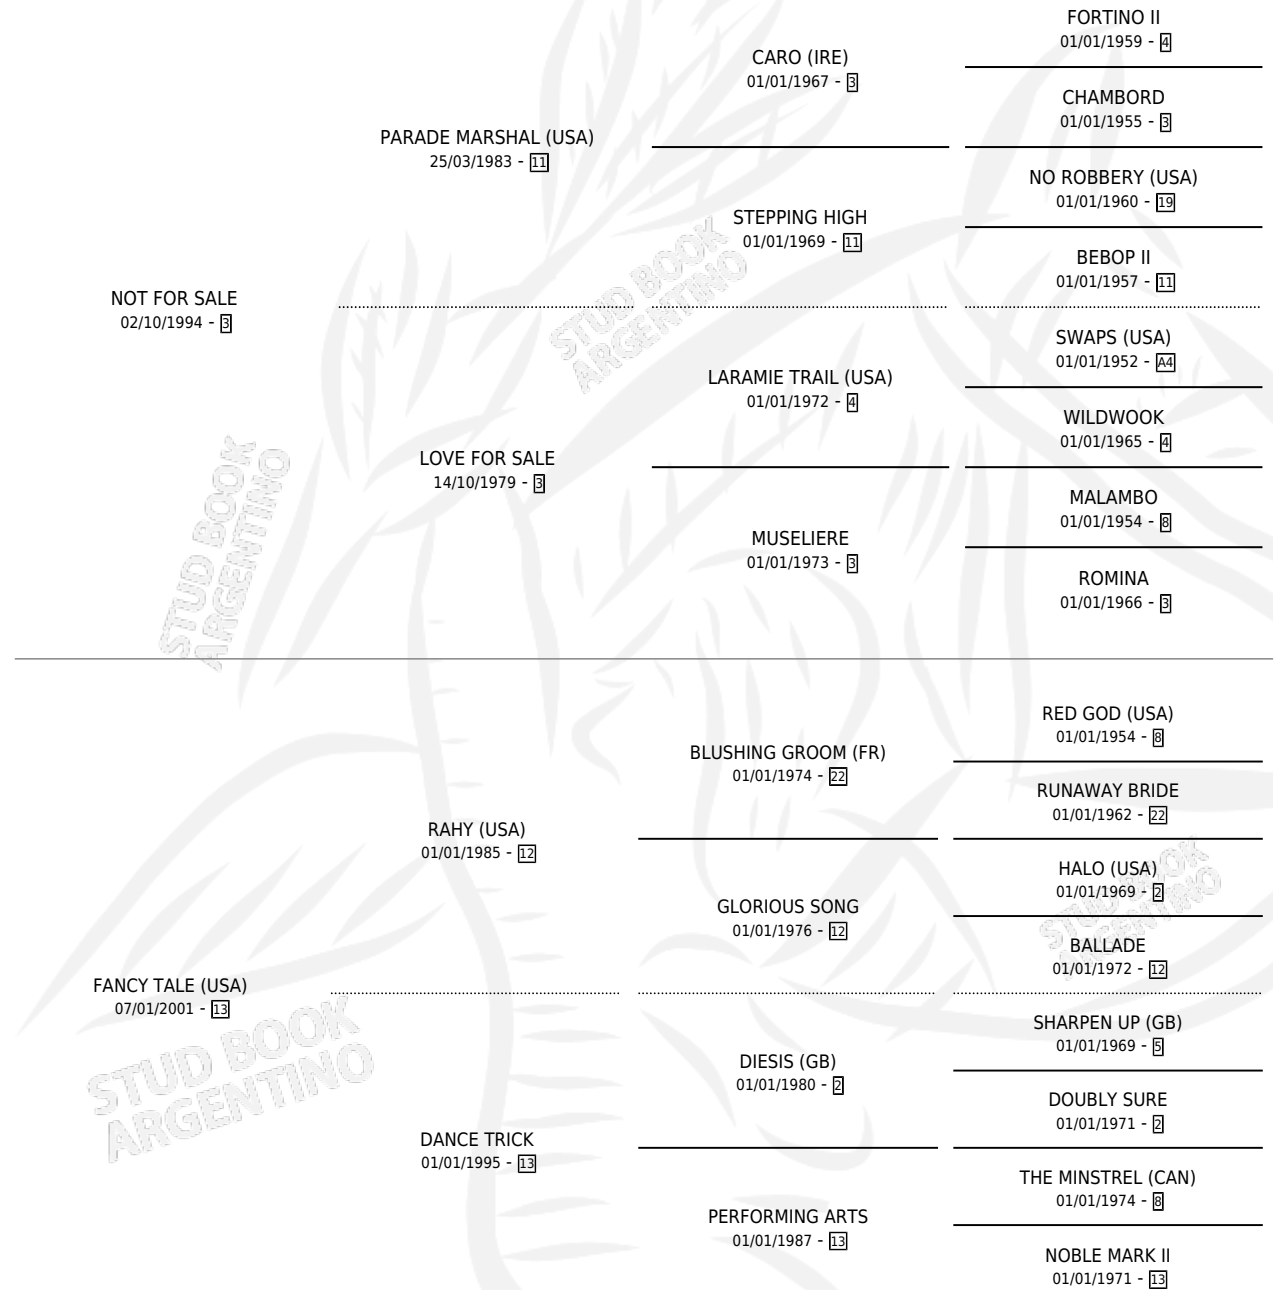 FORTINO II
01/01/1959 - 4
CARO (IRE)
01/01/1967 - 3
CHAMBORD
01/01/1955 - 3
PARADE MARSHAL (USA)
25/03/1983 - 11
NO ROBBERY (USA)
01/01/1960 - 19
STEPPING HIGH
01/01/1969 - 11
BEBOP II
01/01/1957 - 11
NOT FOR SALE
02/10/1994 - 3
SWAPS (USA)
01/01/1952 - A4
LARAMIE TRAIL (USA)
01/01/1972 - 4
WILDWOOK
01/01/1965 - 4
LOVE FOR SALE
14/10/1979 - 3
MALAMBO
01/01/1954 - 8
MUSELIERE
01/01/1973 - 3
ROMINA
01/01/1966 - 3
RED GOD (USA)
01/01/1954 - 8
BLUSHING GROOM (FR)
01/01/1974 - 22
RUNAWAY BRIDE
01/01/1962 - 22
RAHY (USA)
01/01/1985 - 12
HALO (USA)
01/01/1969 - 2
GLORIOUS SONG
01/01/1976 - 12
BALLADE
01/01/1972 - 12
FANCY TALE (USA)
07/01/2001 - 13
SHARPEN UP (GB)
01/01/1969 - 5
DIESIS (GB)
01/01/1980 - 2
DOUBLY SURE
01/01/1971 - 2
DANCE TRICK
01/01/1995 - 13
THE MINSTREL (CAN)
01/01/1974 - 8
PERFORMING ARTS
01/01/1987 - 13
NOBLE MARK II
01/01/1971 - 13
STUD BOOK
ARGENTINO
STUD BOOK
ARGENTINO
STUD BOOK
ARGENTINO
STUD BOOK
ARGENTINO